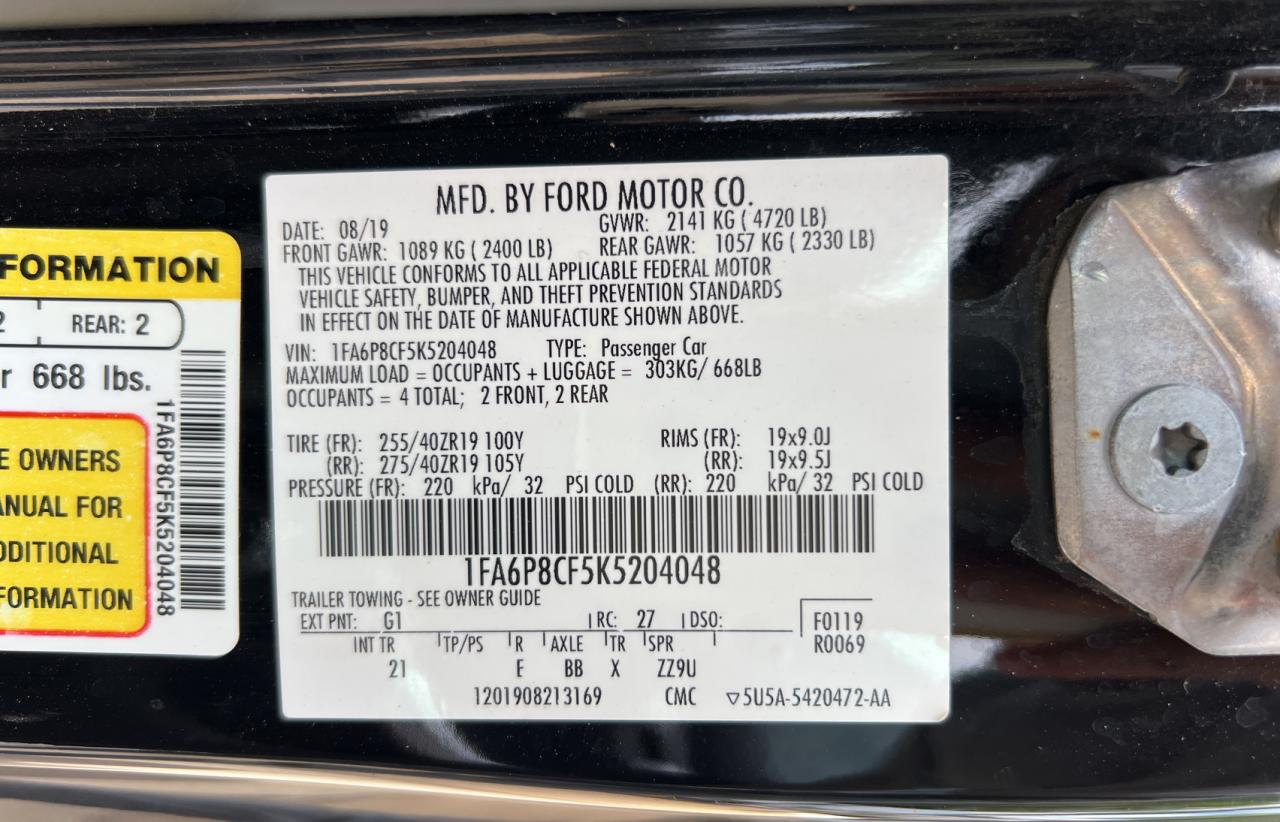 FORMATION
2 REAR: 2
r 668 lbs.
E OWNERS
ANUAL FOR
DDITIONAL
FORMATION
1FA6P8CF5K5204048
MFD. BY FORD MOTOR CO.
DATE: 08/19 GVWR: 2141 KG ( 4720 LB)
FRONT GAWR: 1089 KG ( 2400 LB) REAR GAWR: 1057 KG ( 2330 LB)
THIS VEHICLE CONFORMS TO ALL APPLICABLE FEDERAL MOTOR
VEHICLE SAFETY, BUMPER, AND THEFT PREVENTION STANDARDS
IN EFFECT ON THE DATE OF MANUFACTURE SHOWN ABOVE.
VIN: 1FA6P8CF5K5204048 TYPE: Passenger Car
MAXIMUM LOAD = OCCUPANTS + LUGGAGE = 303KG/ 668LB
OCCUPANTS = 4 TOTAL; 2 FRONT, 2 REAR
TIRE (FR): 255/40ZR19 100Y RIMS (FR): 19x9.0J
(RR): 275/40ZR19 105Y (RR): 19x9.5J
PRESSURE (FR): 220 kPa/ 32 PSI COLD (RR): 220 kPa/ 32 PSI COLD
1FA6P8CF5K5204048
TRAILER TOWING - SEE OWNER GUIDE
EXT PNT: G1 RC: 27 DSO: F0119
INT TR TP/PS R AXLE TR SPR R0069
21 E BB X ZZ9U
1201908213169 CMC ▽5U5A-5420472-AA